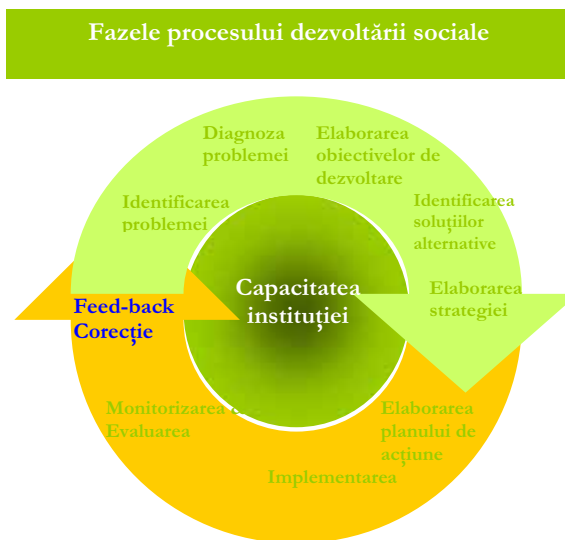 Fazele procesului dezvoltării sociale
Diagnoza
problemei
Elaborarea
obiectivelor de
dezvoltare
Identificarea
problemei
Identificarea
soluțiilor
alternative
Capacitatea
instituției
Elaborarea
strategiei
Feed-back
Corecție
Monitorizarea
Evaluarea
Elaborarea
planului de
acțiune
Implementarea